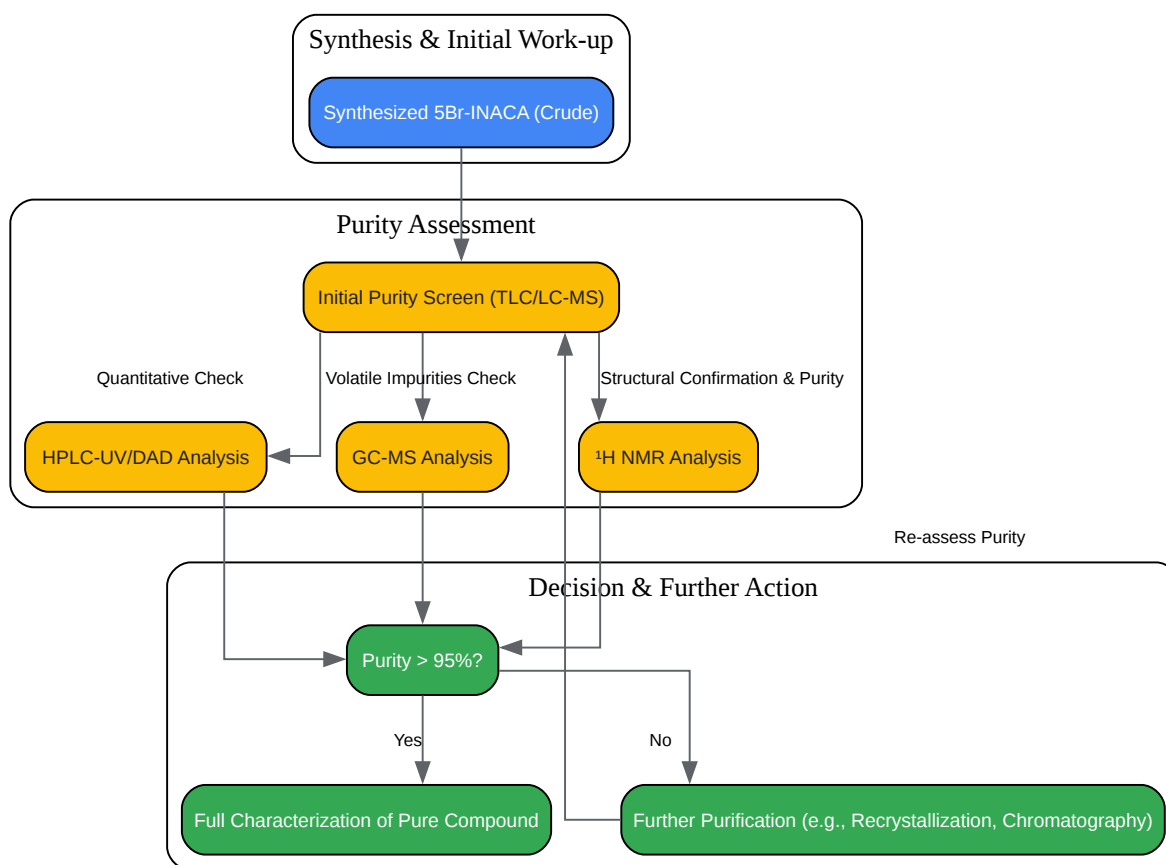 Synthesis & Initial Work-up
Synthesized 5Br-INACA (Crude)
Purity Assessment
Initial Purity Screen (TLC/LC-MS)
Quantitative Check
Volatile Impurities Check
Structural Confirmation & Purity
HPLC-UV/DAD Analysis
GC-MS Analysis
¹H NMR Analysis
Re-assess Purity
Decision & Further Action
Purity > 95%?
Yes
No
Full Characterization of Pure Compound
Further Purification (e.g., Recrystallization, Chromatography)